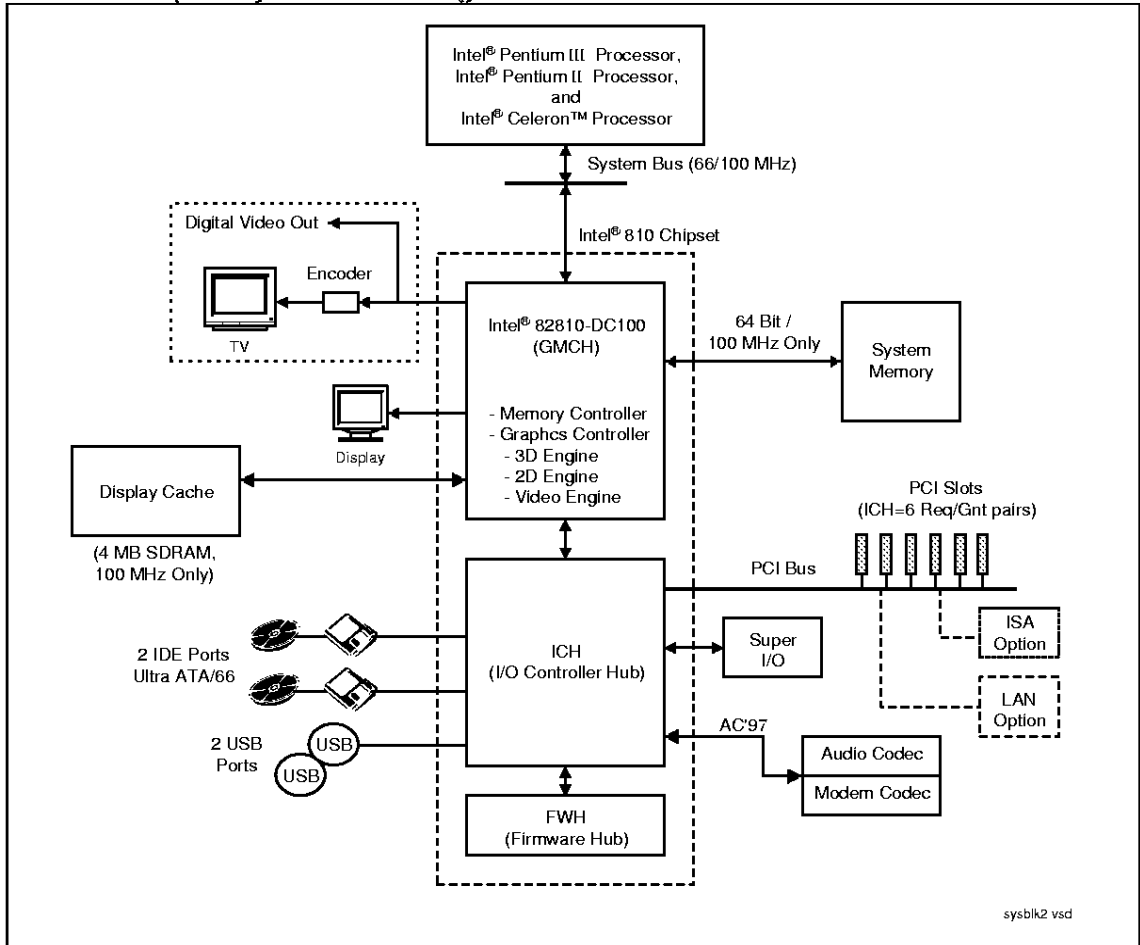 Intel® Pentium III Processor,
Intel® Pentium II Processor,
and
Intel® Celeron™ Processor
System Bus (66/100 MHz)
Digital Video Out
Intel® 810 Chipset
Encoder
TV
Intel® 82810-DC100
(GMCH)
- Memory Controller
- Graphcs Controller
- 3D Engine
- 2D Engine
- Video Engine
64 Bit /
100 MHz Only
System
Memory
Display
Display Cache
(4 MB SDRAM,
100 MHz Only)
PCI Slots
(ICH=6 Req/Gnt pairs)
PCI Bus
ISA
Option
LAN
Option
2 IDE Ports
Ultra ATA/66
ICH
(I/O Controller Hub)
Super
I/O
2 USB
Ports
USB
USB
AC'97
Audio Codec
Modem Codec
FWH
(Firmware Hub)
sysblk2 vsd